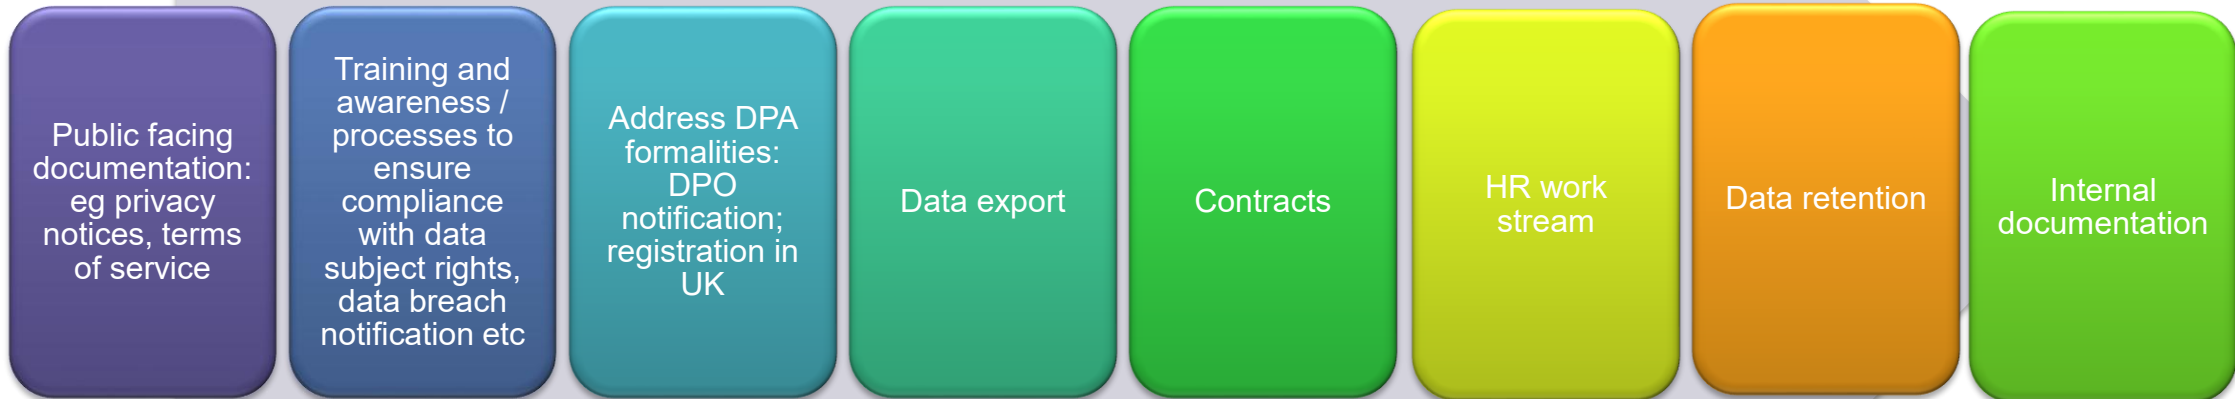 Public facing
documentation:
eg privacy
notices, terms
of service
Training and
awareness /
processes to
ensure
compliance
with data
subject rights,
data breach
notification etc
Address DPA
formalities:
DPO
notification;
registration in
UK
Data export
Contracts
HR work
stream
Data retention
Internal
documentation